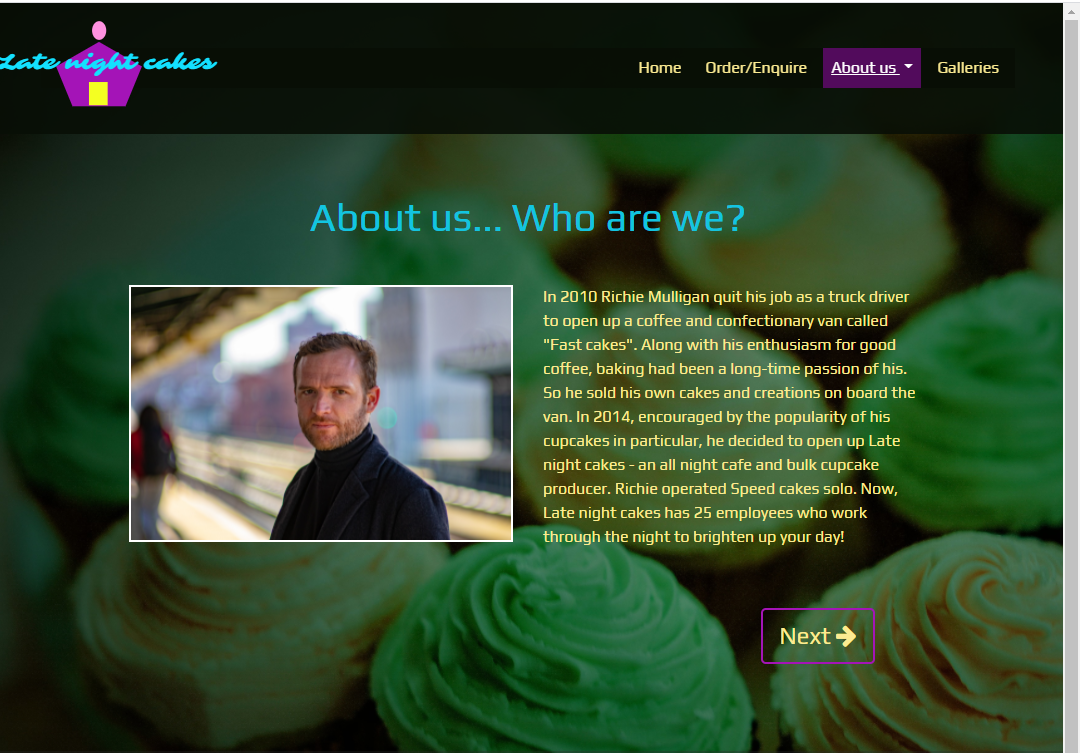 Late night cakes
Home Order/Enquire About us Galleries
About us... Who are we?
In 2010 Richie Mulligan quit his job as a truck driver
to open up a coffee and confectionary van called
"Fast cakes". Along with his enthusiasm for good
coffee, baking had been a long-time passion of his.
So he sold his own cakes and creations on board the
van. In 2014, encouraged by the popularity of his
cupcakes in particular, he decided to open up Late
night cakes - an all night cafe and bulk cupcake
producer. Richie operated Speed cakes solo. Now,
Late night cakes has 25 employees who work
through the night to brighten up your day!
Next